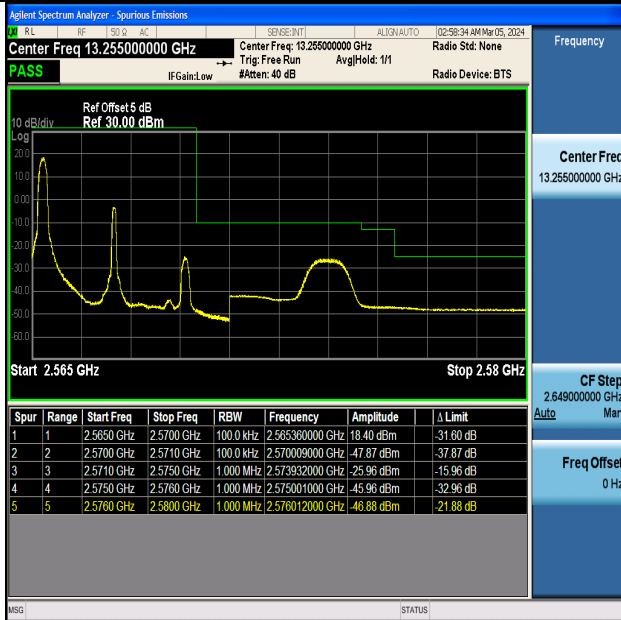 Agilent Spectrum Analyzer - Spurious Emissions
RL RF 50 Ω AC SENSE:INT ALIGN AUTO 02:58:34 AM Mar 05, 2024
Center Freq 13.255000000 GHz
Center Freq: 13.255000000 GHz
Radio Std: None
Trig: Free Run Avg|Hold: 1/1
PASS
IFGain:Low
#Atten: 40 dB
Radio Device: BTS
Ref Offset 5 dB
10 dB/div Ref 30.00 dBm
Log
20.0
10.0
0.00
-10.0
-20.0
-30.0
-40.0
-50.0
-60.0
Start 2.565 GHz Stop 2.58 GHz
Spur Range Start Freq Stop Freq RBW Frequency Amplitude Δ Limit
1 1 2.5650 GHz 2.5700 GHz 100.0 kHz 2.565360000 GHz 18.40 dBm -31.60 dB
2 2 2.5700 GHz 2.5710 GHz 100.0 kHz 2.570009000 GHz -47.87 dBm -37.87 dB
3 3 2.5710 GHz 2.5750 GHz 1.000 MHz 2.573932000 GHz -25.96 dBm -15.96 dB
4 4 2.5750 GHz 2.5760 GHz 1.000 MHz 2.575001000 GHz -45.96 dBm -32.96 dB
5 5 2.5760 GHz 2.5800 GHz 1.000 MHz 2.576012000 GHz -46.88 dBm -21.88 dB
MSG STATUS
Frequency
Center Freq
13.255000000 GHz
CF Step
2.649000000 GHz
Auto Man
Freq Offset
0 Hz